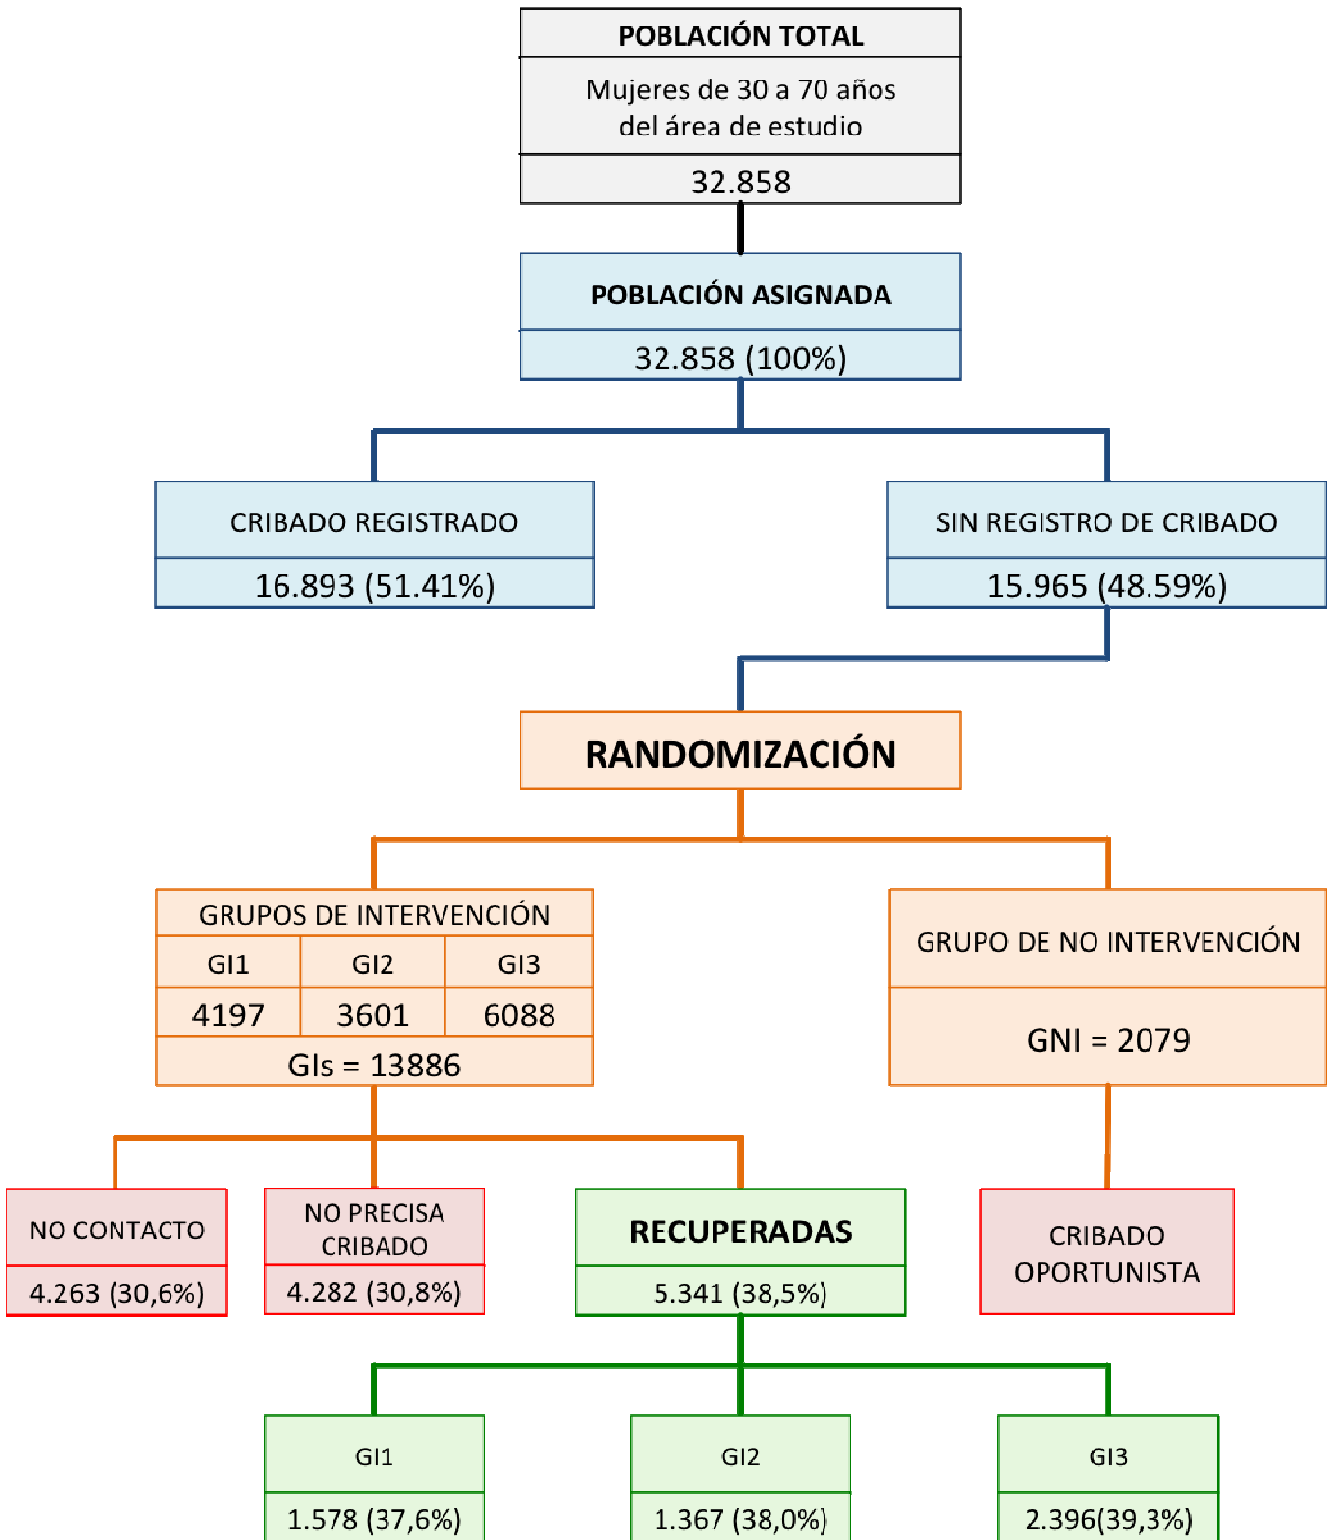 POBLACIÓN TOTAL
Mujeres de 30 a 70 años
del área de estudio
32.858
POBLACIÓN ASIGNADA
32.858 (100%)
CRIBADO REGISTRADO
16.893 (51.41%)
SIN REGISTRO DE CRIBADO
15.965 (48.59%)
RANDOMIZACIÓN
GRUPOS DE INTERVENCIÓN
GI1 GI2 GI3
4197 3601 6088
GIs = 13886
GRUPO DE NO INTERVENCIÓN
GNI = 2079
NO CONTACTO
4.263 (30,6%)
NO PRECISA
CRIBADO
4.282 (30,8%)
RECUPERADAS
5.341 (38,5%)
CRIBADO
OPORTUNISTA
GI1
1.578 (37,6%)
GI2
1.367 (38,0%)
GI3
2.396(39,3%)